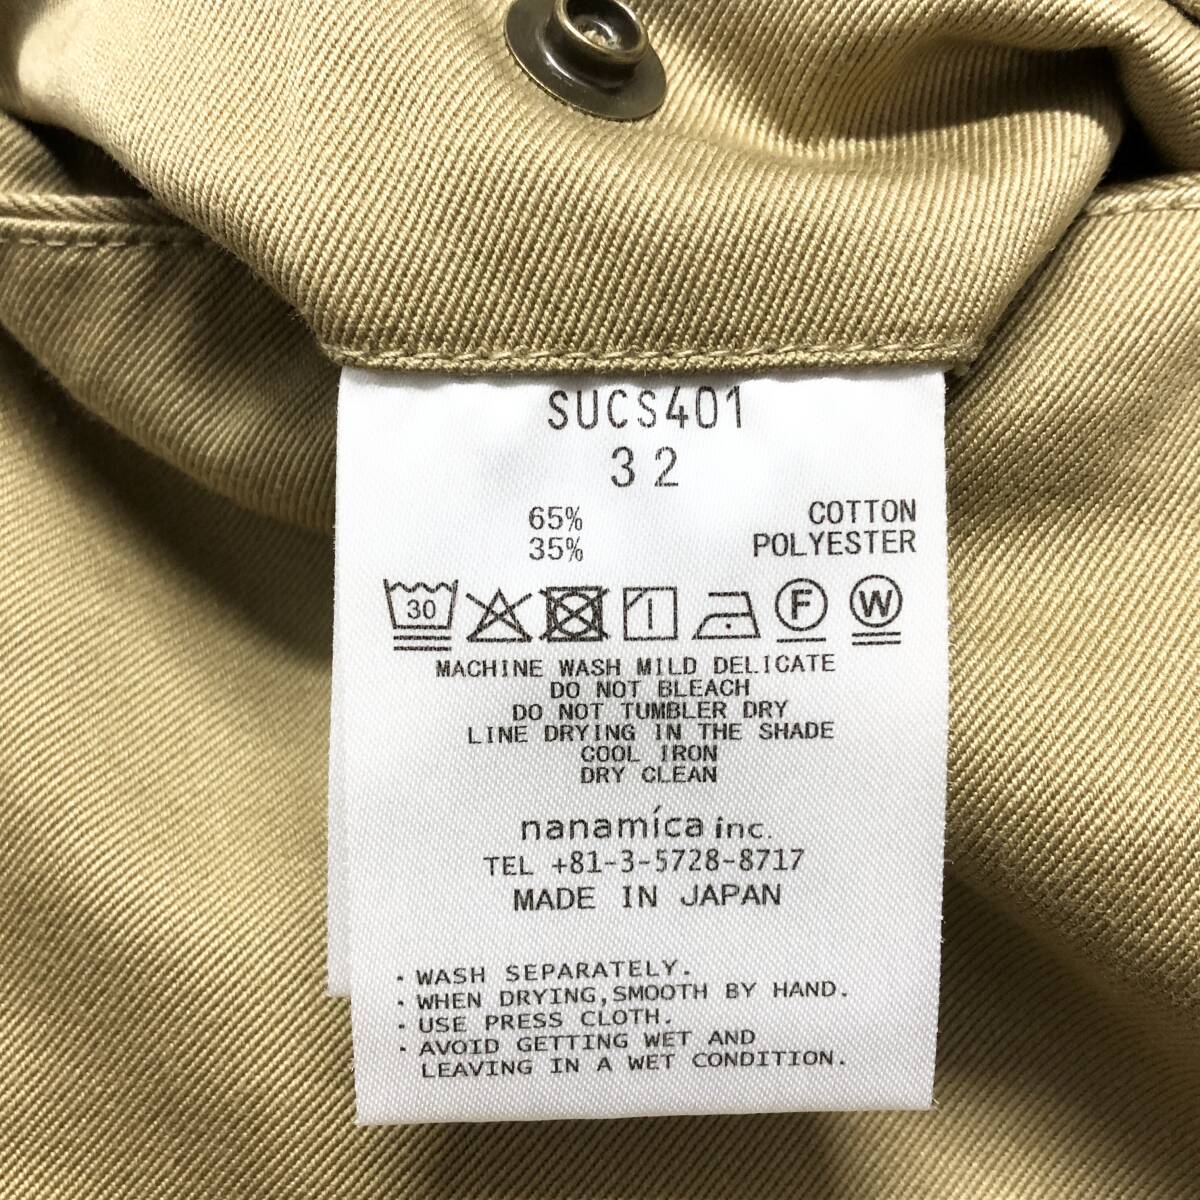 SUCS401
32
65% COTTON
35% POLYESTER
30 F W
MACHINE WASH MILD DELICATE
DO NOT BLEACH
DO NOT TUMBLER DRY
LINE DRYING IN THE SHADE
COOL IRON
DRY CLEAN
nanamíca inc.
TEL +81-3-5728-8717
MADE IN JAPAN
・WASH SEPARATELY.
・WHEN DRYING,SMOOTH BY HAND.
・USE PRESS CLOTH.
・AVOID GETTING WET AND
LEAVING IN A WET CONDITION.